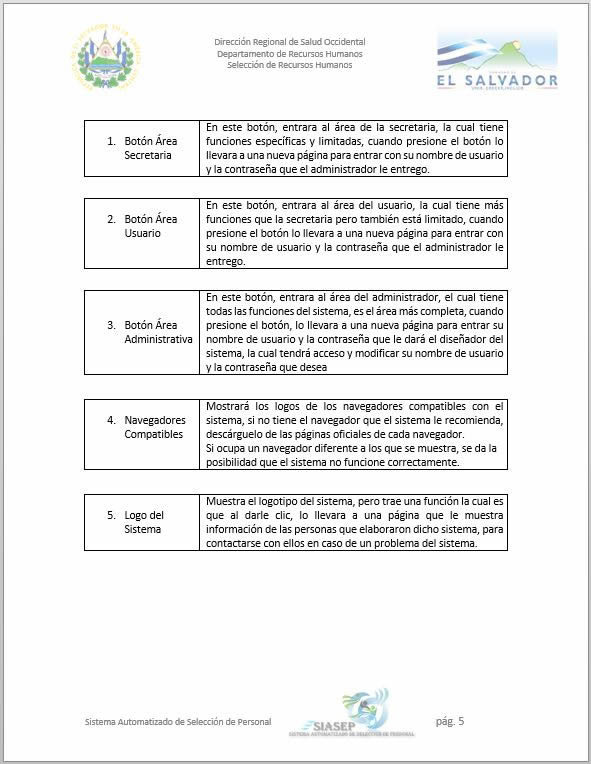 Dirección Regional de Salud Occidental
Departamento de Recursos Humanos
Selección de Recursos Humanos
EL SALVADOR
1. Botón Área
Secretaria
En este botón, entrara al área de la secretaria, la cual tiene
funciones específicas y limitadas, cuando presione el botón lo
llevara a una nueva página para entrar con su nombre de usuario
y la contraseña que el administrador le entrego.
2. Botón Área
Usuario
En este botón, entrara al área del usuario, la cual tiene más
funciones que la secretaria pero también está limitado, cuando
presione el botón lo llevara a una nueva página para entrar con
su nombre de usuario y la contraseña que el administrador le
entrego.
3. Botón Área
Administrativa
En este botón, entrara al área del administrador, el cual tiene
todas las funciones del sistema, es el área más completa, cuando
presione el botón, lo llevara a una nueva página para entrar su
nombre de usuario y la contraseña que le dará el diseñador del
sistema, la cual tendrá acceso y modificar su nombre de usuario
y la contraseña que desea
4. Navegadores
Compatibles
Mostrará los logos de los navegadores compatibles con el
sistema, si no tiene el navegador que el sistema le recomienda,
descárguelo de las páginas oficiales de cada navegador.
Si ocupa un navegador diferente a los que se muestra, se da la
posibilidad que el sistema no funcione correctamente.
5. Logo del
Sistema
Muestra el logotipo del sistema, pero trae una función la cual es
que al darle clic, lo llevara a una página que le muestra
información de las personas que elaboraron dicho sistema, para
contactarse con ellos en caso de un problema del sistema.
Sistema Automatizado de Selección de Personal
SIASEP
SISTEMA AUTOMATIZADO DE SELECCIÓN DE PERSONAL
pág. 5